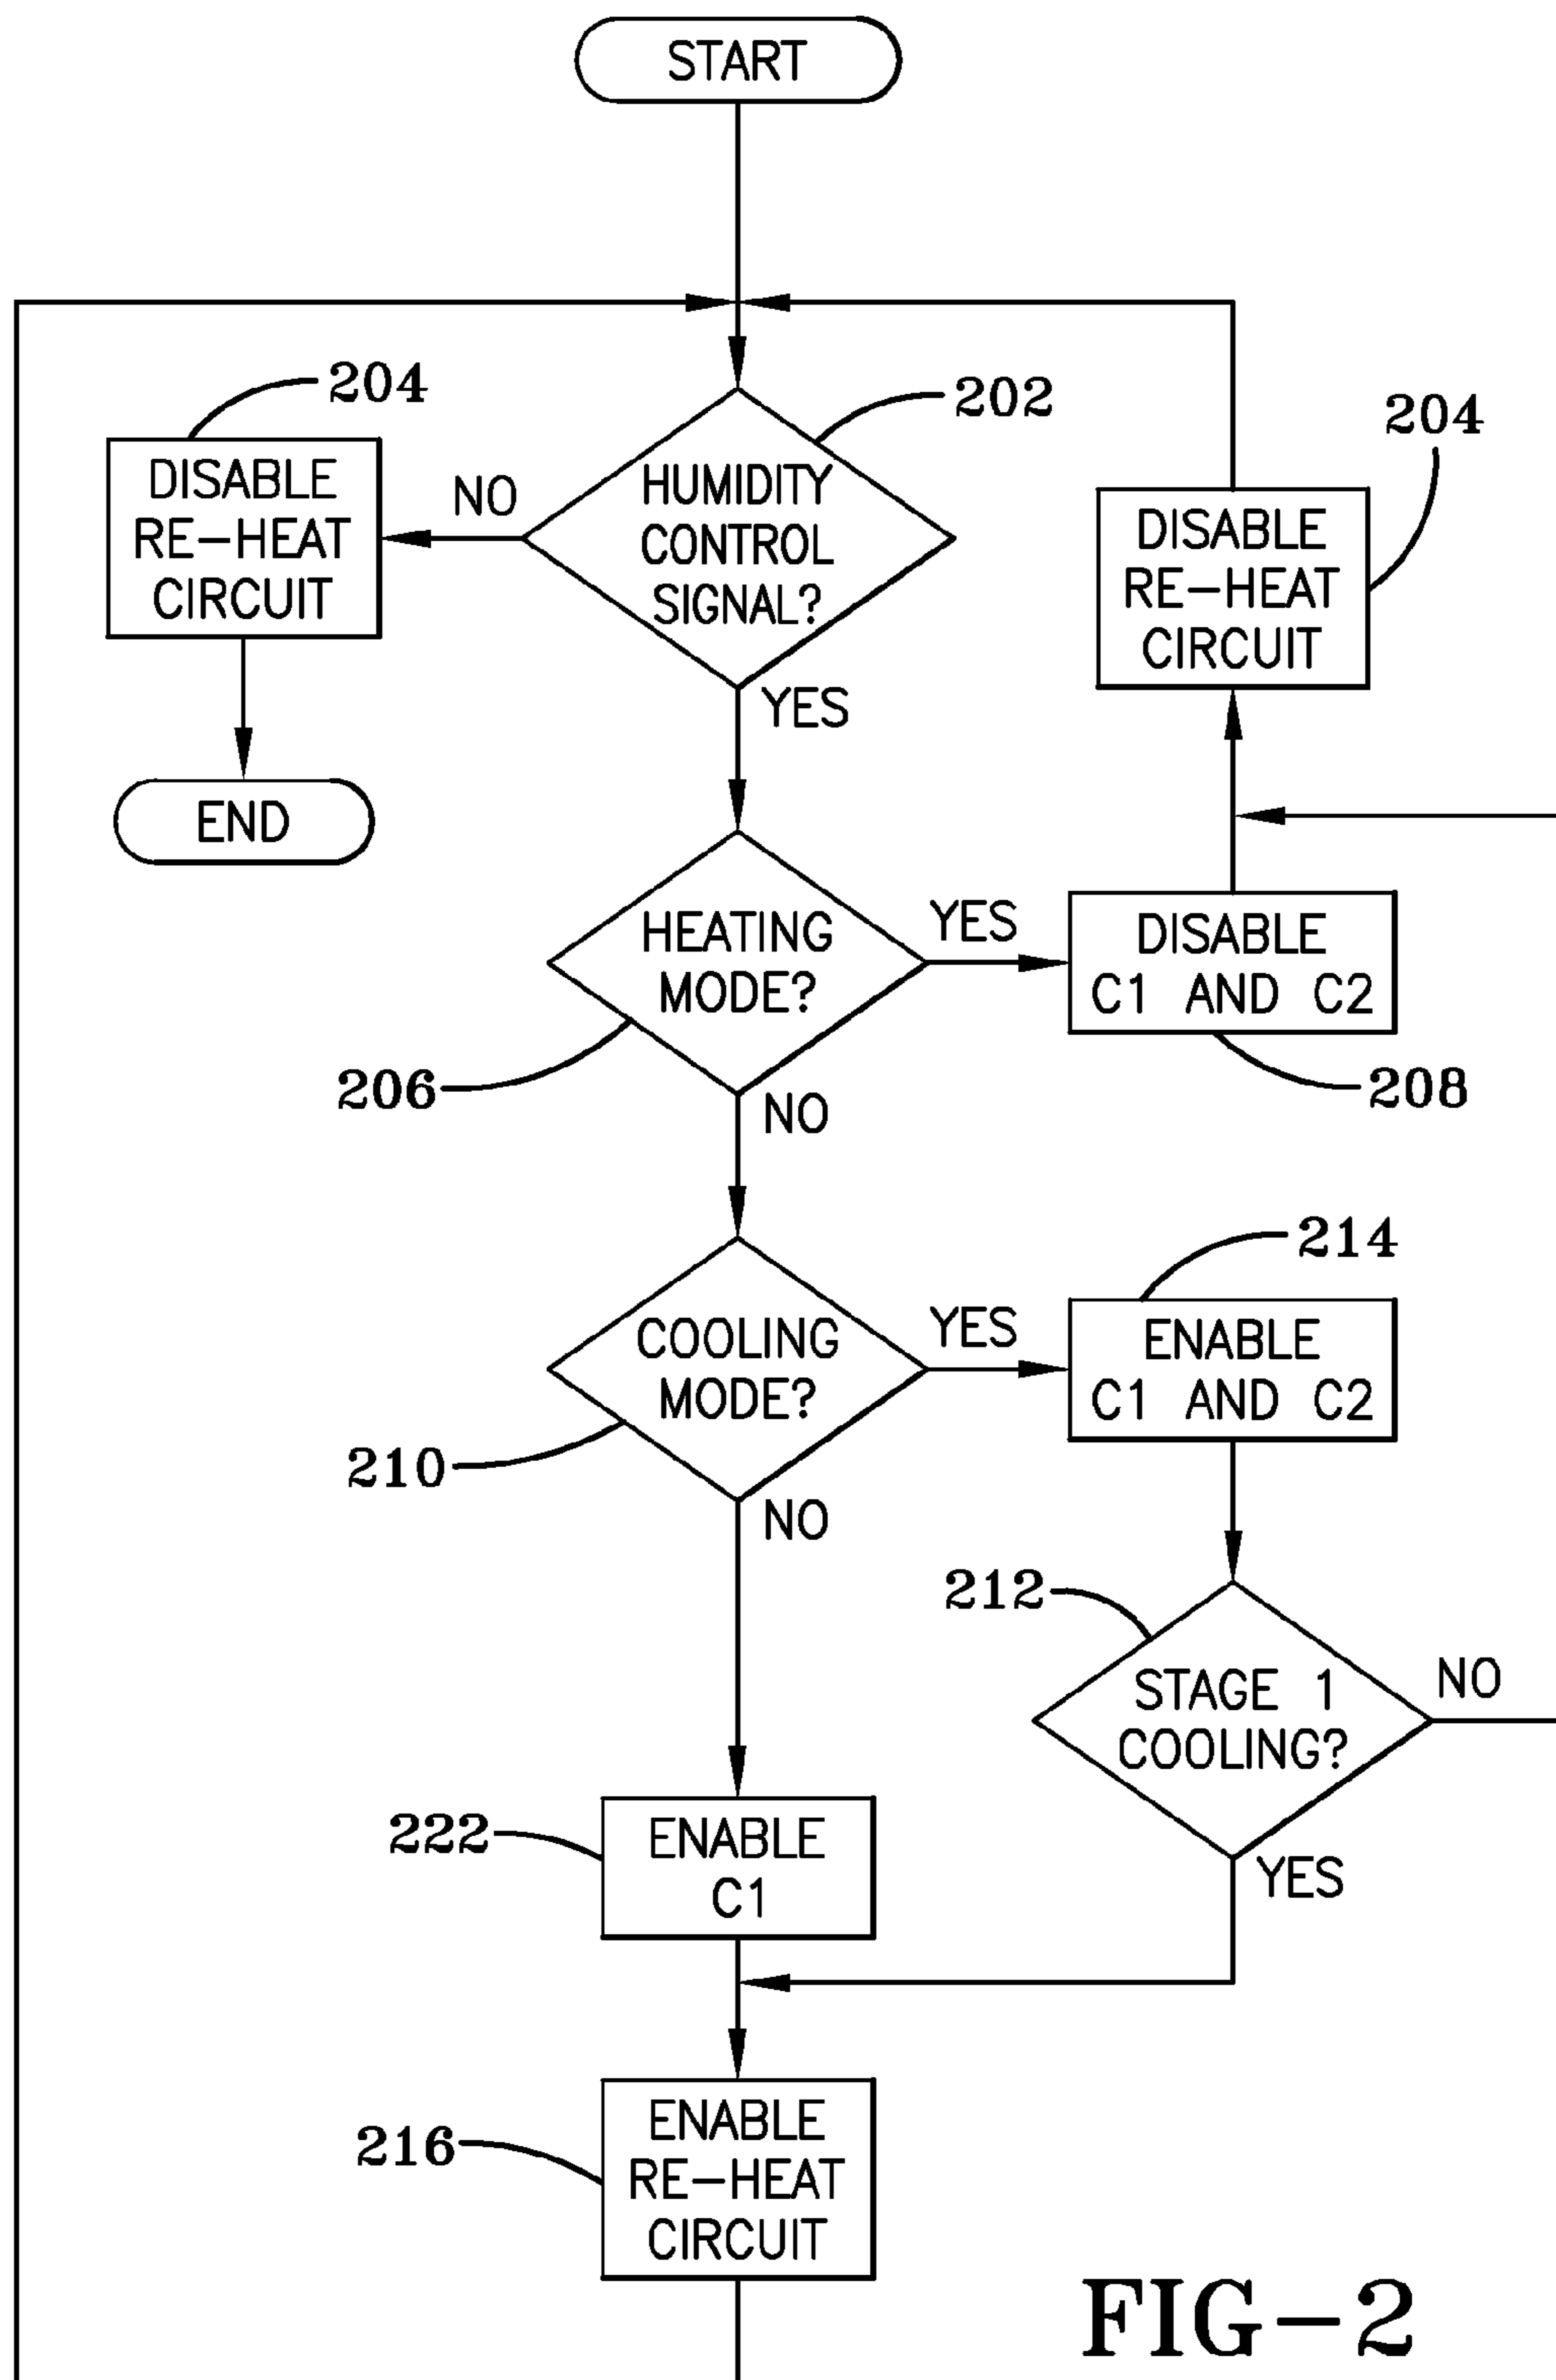 START
204
202
204
DISABLE
RE-HEAT
CIRCUIT
NO
HUMIDITY
CONTROL
SIGNAL?
DISABLE
RE-HEAT
CIRCUIT
YES
END
HEATING
MODE?
YES
DISABLE
C1 AND C2
206
208
NO
214
COOLING
MODE?
YES
ENABLE
C1 AND C2
210
NO
212
STAGE 1
COOLING?
NO
222
ENABLE
C1
YES
216
ENABLE
RE-HEAT
CIRCUIT
FIG-2